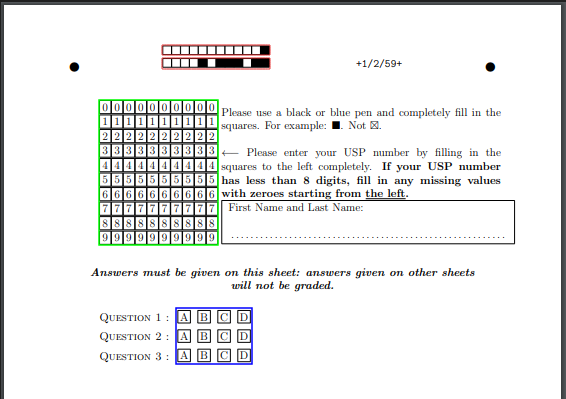 +1/2/59+
0 0 0 0 0 0 0 0 0 0
1 1 1 1 1 1 1 1 1 1
2 2 2 2 2 2 2 2 2 2
3 3 3 3 3 3 3 3 3 3
4 4 4 4 4 4 4 4 4 4
5 5 5 5 5 5 5 5 5 5
6 6 6 6 6 6 6 6 6 6
7 7 7 7 7 7 7 7 7 7
8 8 8 8 8 8 8 8 8 8
9 9 9 9 9 9 9 9 9 9
Please use a black or blue pen and completely fill in the
squares. For example: ■. Not ☒.
⟵ Please enter your USP number by filling in the
squares to the left completely. If your USP number
has less than 8 digits, fill in any missing values
with zeroes starting from the left.
First Name and Last Name:
Answers must be given on this sheet: answers given on other sheets
will not be graded.
QUESTION 1 : A B C D
QUESTION 2 : A B C D
QUESTION 3 : A B C D